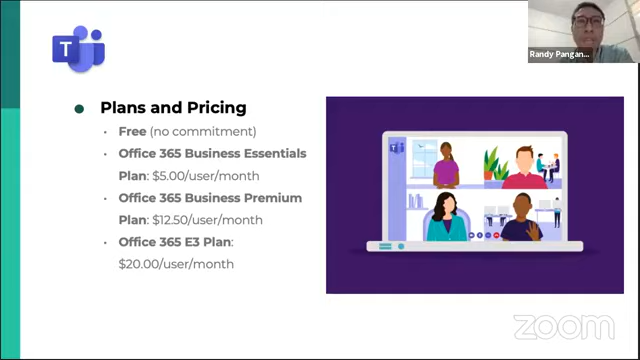 Randy Pangan...
T
Plans and Pricing
Free (no commitment)
Office 365 Business Essentials
Plan: $5.00/user/month
Office 365 Business Premium
Plan: $12.50/user/month
Office 365 E3 Plan:
$20.00/user/month
zoom